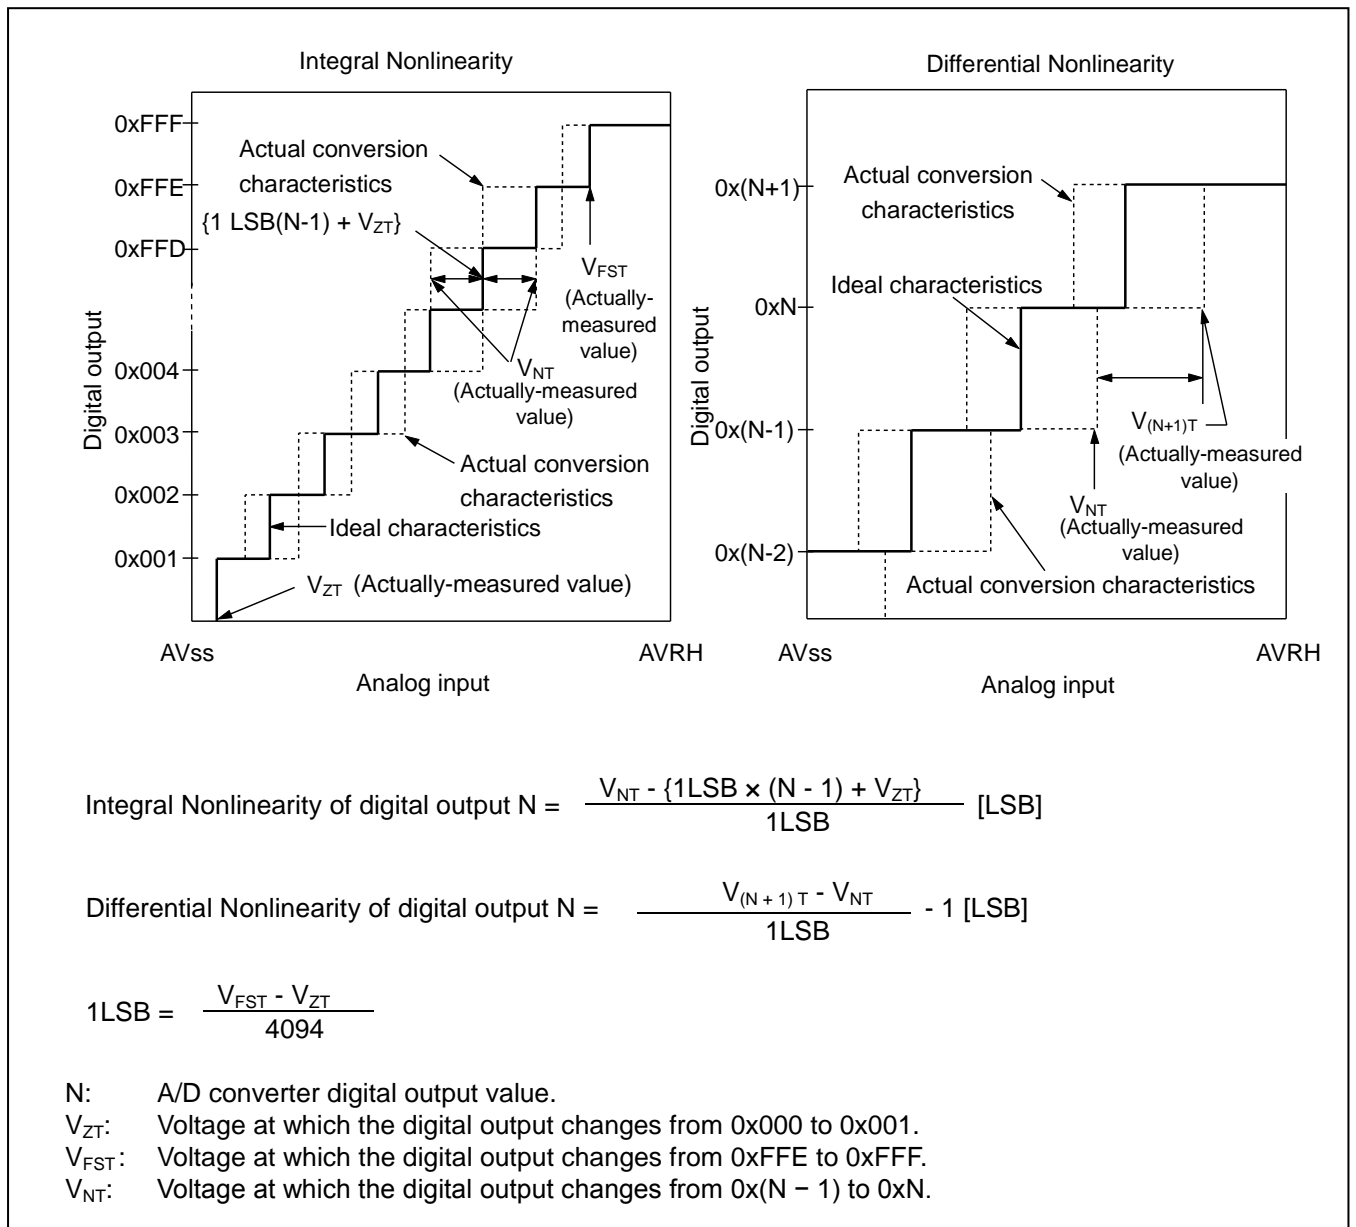 Integral Nonlinearity
0xFFF
0xFFE
0xFFD
0x004
0x003
0x002
0x001
Digital output
Actual conversion
characteristics
{1 LSB(N-1) + VZT}
VFST
(Actually-
measured
value)
VNT
(Actually-measured
value)
Actual conversion
characteristics
Ideal characteristics
VZT (Actually-measured value)
AVss
AVRH
Analog input
Differential Nonlinearity
0x(N+1)
0xN
0x(N-1)
0x(N-2)
Digital output
Actual conversion
characteristics
Ideal characteristics
V(N+1)T
(Actually-measured
value)
VNT
(Actually-measured
value)
Actual conversion characteristics
AVss
AVRH
Analog input
Integral Nonlinearity of digital output N = VNT - {1LSB × (N - 1) + VZT} / 1LSB [LSB]
Differential Nonlinearity of digital output N = V(N + 1) T - VNT / 1LSB - 1 [LSB]
1LSB = VFST - VZT / 4094
N: A/D converter digital output value.
VZT: Voltage at which the digital output changes from 0x000 to 0x001.
VFST: Voltage at which the digital output changes from 0xFFE to 0xFFF.
VNT: Voltage at which the digital output changes from 0x(N − 1) to 0xN.